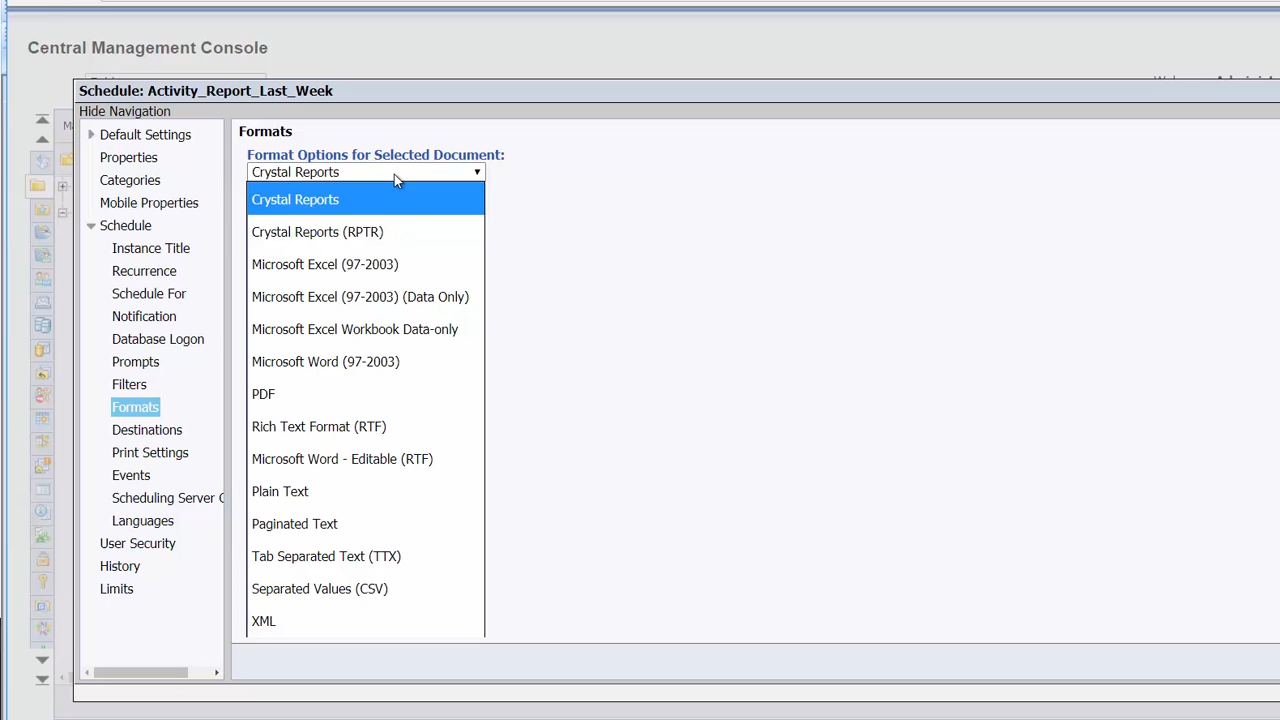 Central Management Console
Schedule: Activity_Report_Last_Week
Hide Navigation
Default Settings
Properties
Categories
Mobile Properties
Schedule
Instance Title
Recurrence
Schedule For
Notification
Database Logon
Prompts
Filters
Formats
Destinations
Print Settings
Events
Scheduling Server
Languages
User Security
History
Limits
Formats
Format Options for Selected Document:
Crystal Reports
Crystal Reports
Crystal Reports (RPTR)
Microsoft Excel (97-2003)
Microsoft Excel (97-2003) (Data Only)
Microsoft Excel Workbook Data-only
Microsoft Word (97-2003)
PDF
Rich Text Format (RTF)
Microsoft Word - Editable (RTF)
Plain Text
Paginated Text
Tab Separated Text (TTX)
Separated Values (CSV)
XML